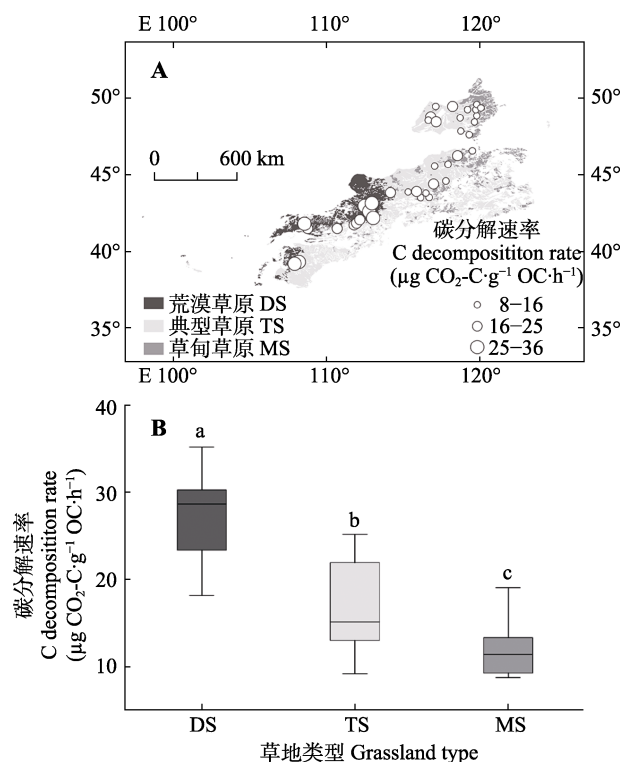 E 100° 110° 120°
A
50° 50°
0 600 km
45° 45°
碳分解速率
40° C decomposititon rate 40°
(μg CO₂-C·g⁻¹ OC·h⁻¹)
荒漠草原 DS 8−16
典型草原 TS 16−25
35° 35°
草甸草原 MS 25−36
E 100° 110° 120°
40
B
a
30
b
20
c
10
碳分解速率
C decomposititon rate
(μg CO₂-C·g⁻¹ OC·h⁻¹)
DS TS MS
草地类型 Grassland type